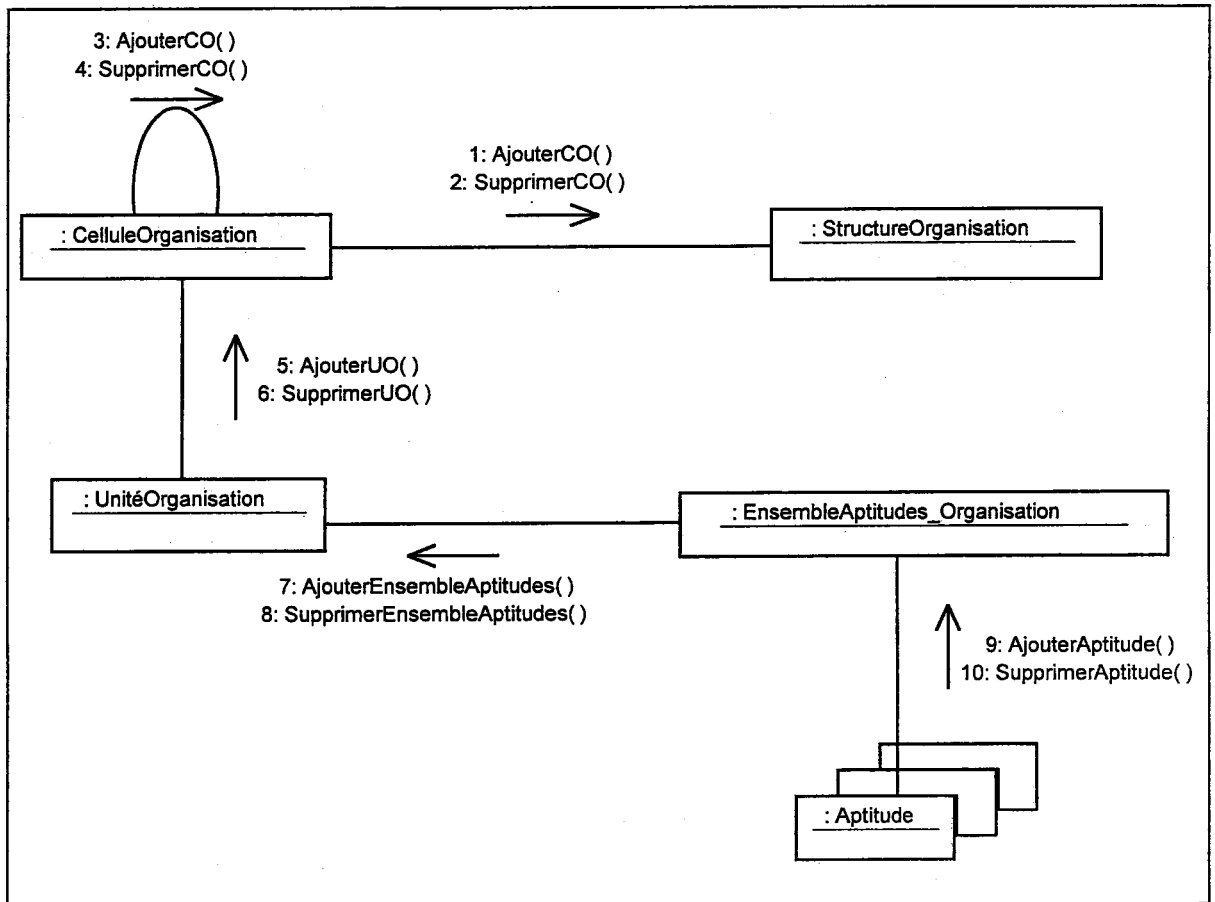 3: AjouterCO( )
4: SupprimerCO( )
1: AjouterCO( )
2: SupprimerCO( )
: CelluleOrganisation
: StructureOrganisation
5: AjouterUO( )
6: SupprimerUO( )
: UnitéOrganisation
: EnsembleAptitudes_Organisation
7: AjouterEnsembleAptitudes( )
8: SupprimerEnsembleAptitudes( )
9: AjouterAptitude( )
10: SupprimerAptitude( )
: Aptitude